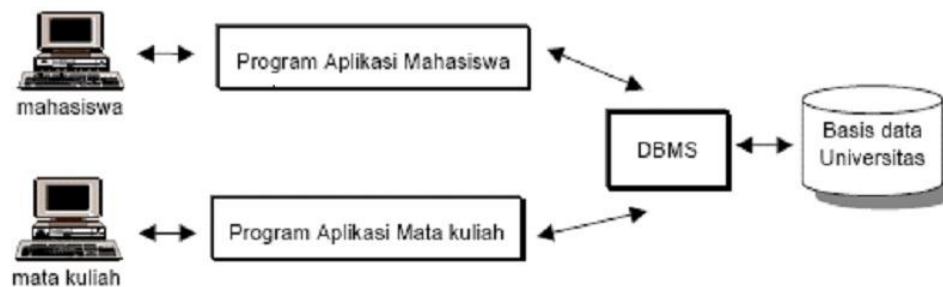 Program Aplikasi Mahasiswa
mahasiswa
DBMS
Basis data
Universitas
Program Aplikasi Mata kuliah
mata kuliah